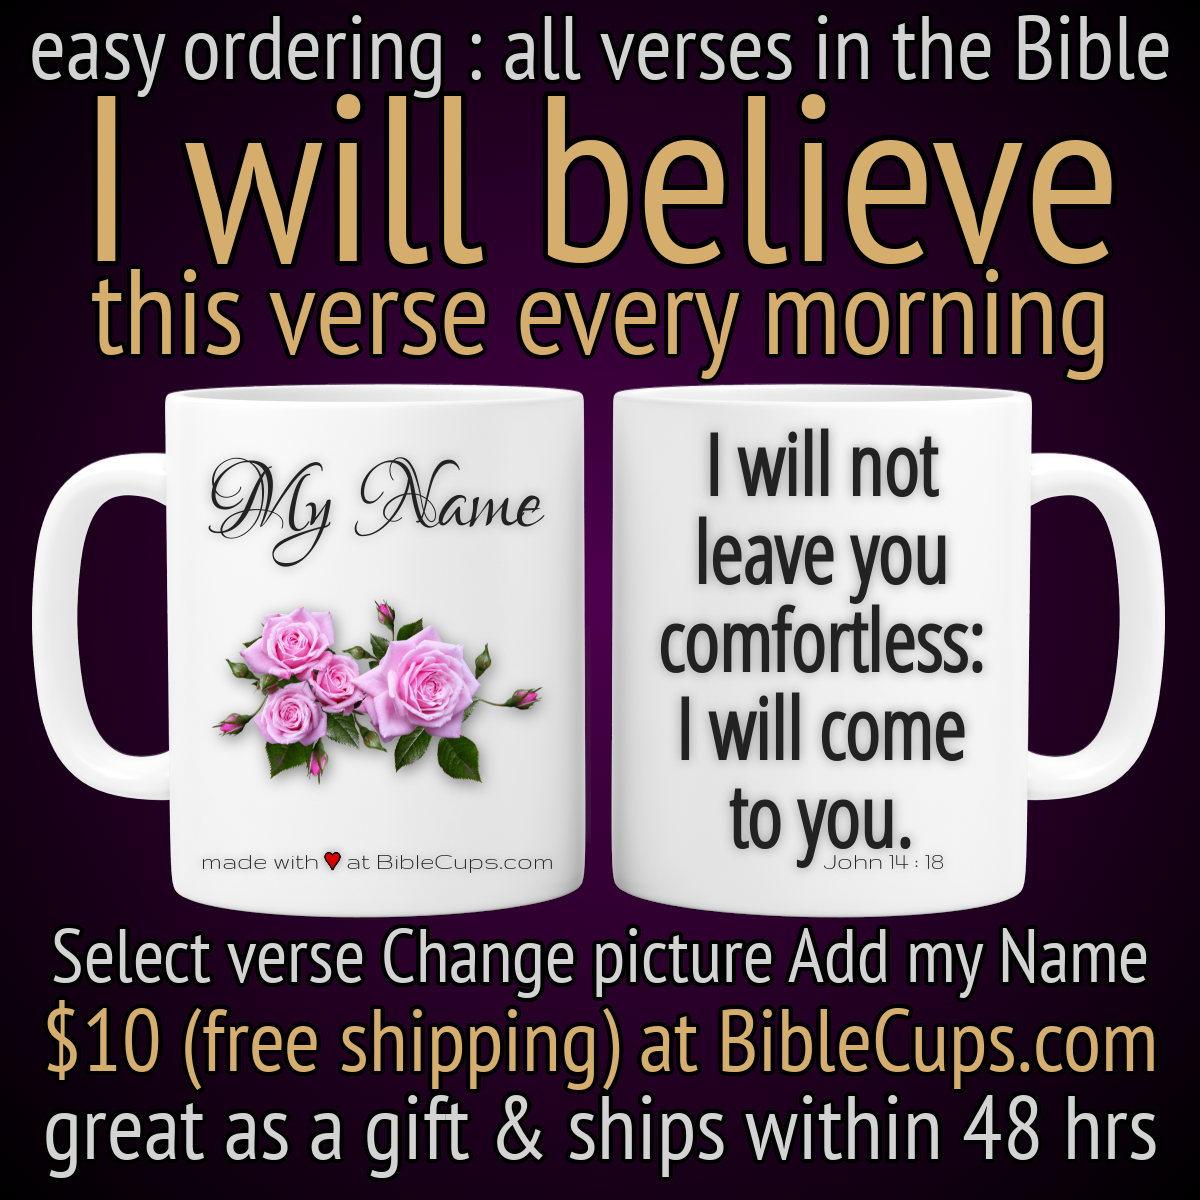 easy ordering : all verses in the Bible
I will believe
this verse every morning
My Name
made with ❤ at BibleCups.com
I will not
leave you
comfortless:
I will come
to you.
John 14 : 18
Select verse Change picture Add my Name
$10 (free shipping) at BibleCups.com
great as a gift & ships within 48 hrs